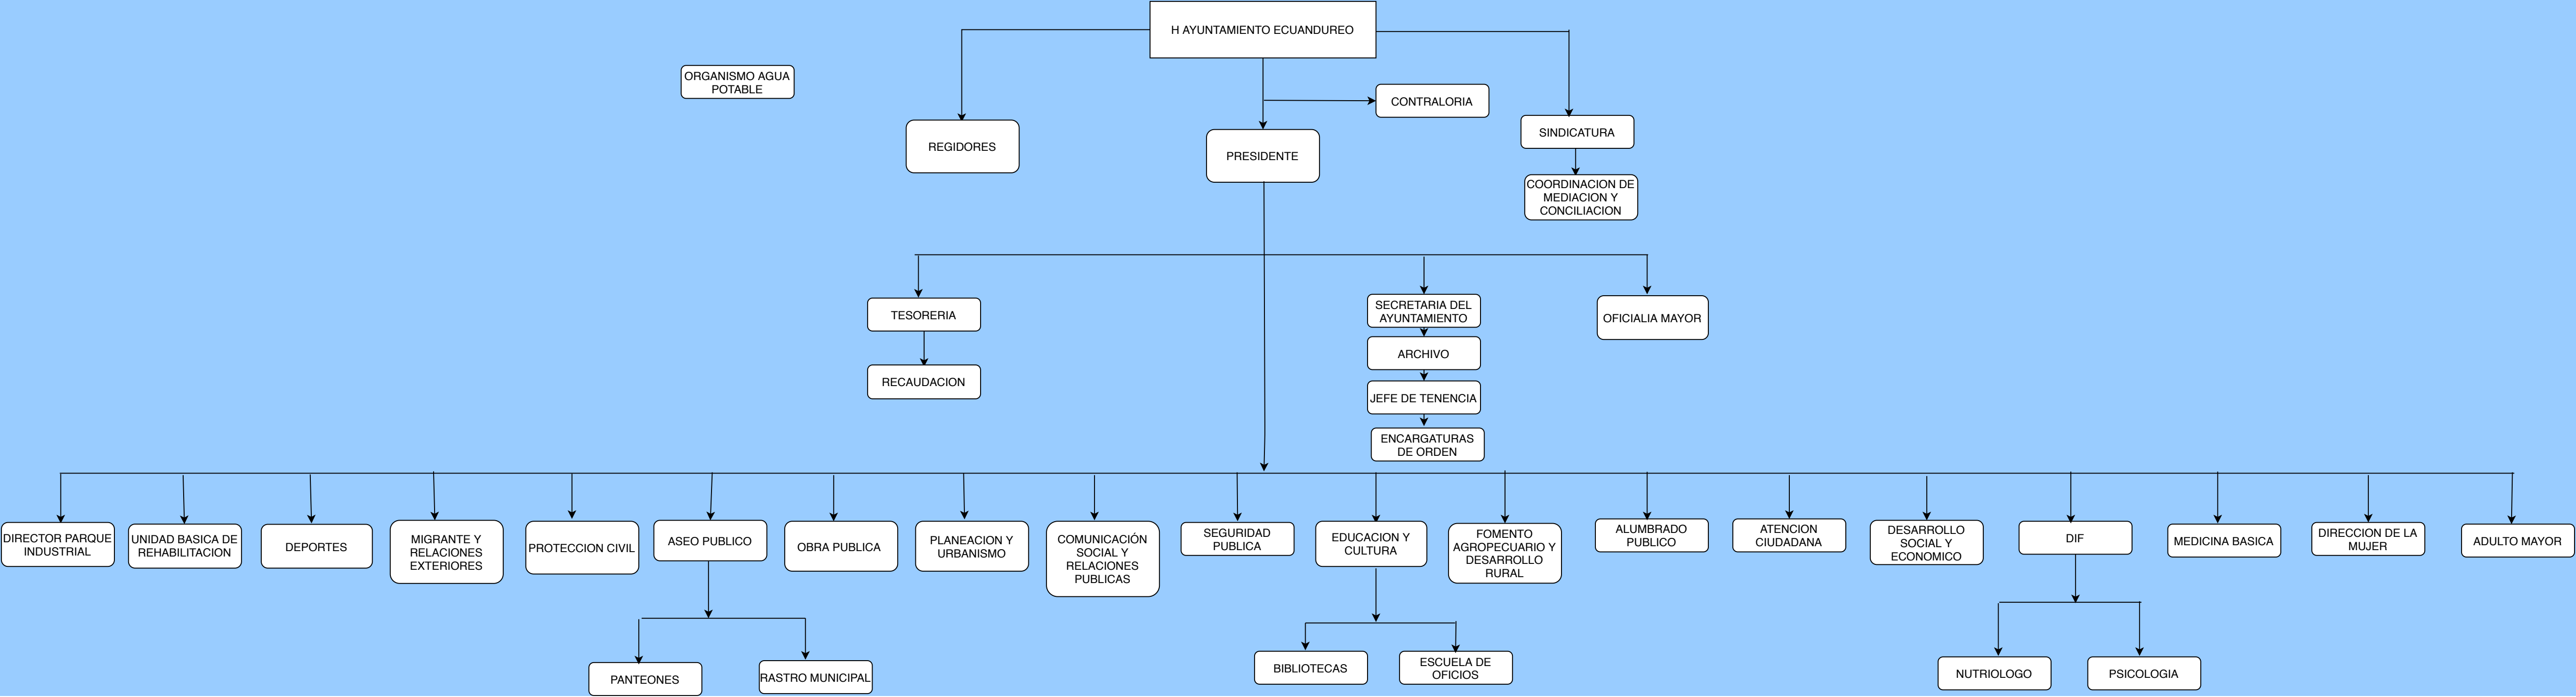 H AYUNTAMIENTO ECUANDUREO
ORGANISMO AGUA
POTABLE
CONTRALORIA
REGIDORES
PRESIDENTE
SINDICATURA
COORDINACION DE
MEDIACION Y
CONCILIACION
TESORERIA
RECAUDACION
SECRETARIA DEL
AYUNTAMIENTO
ARCHIVO
JEFE DE TENENCIA
ENCARGATURAS
DE ORDEN
OFICIALIA MAYOR
DIRECTOR PARQUE
INDUSTRIAL
UNIDAD BASICA DE
REHABILITACION
DEPORTES
MIGRANTE Y
RELACIONES
EXTERIORES
PROTECCION CIVIL
ASEO PUBLICO
OBRA PUBLICA
PLANEACION Y
URBANISMO
COMUNICACIÓN
SOCIAL Y
RELACIONES
PUBLICAS
SEGURIDAD
PUBLICA
EDUCACION Y
CULTURA
FOMENTO
AGROPECUARIO Y
DESARROLLO
RURAL
ALUMBRADO
PUBLICO
ATENCION
CIUDADANA
DESARROLLO
SOCIAL Y
ECONOMICO
DIF
MEDICINA BASICA
DIRECCION DE LA
MUJER
ADULTO MAYOR
PANTEONES
RASTRO MUNICIPAL
BIBLIOTECAS
ESCUELA DE
OFICIOS
NUTRIOLOGO
PSICOLOGIA